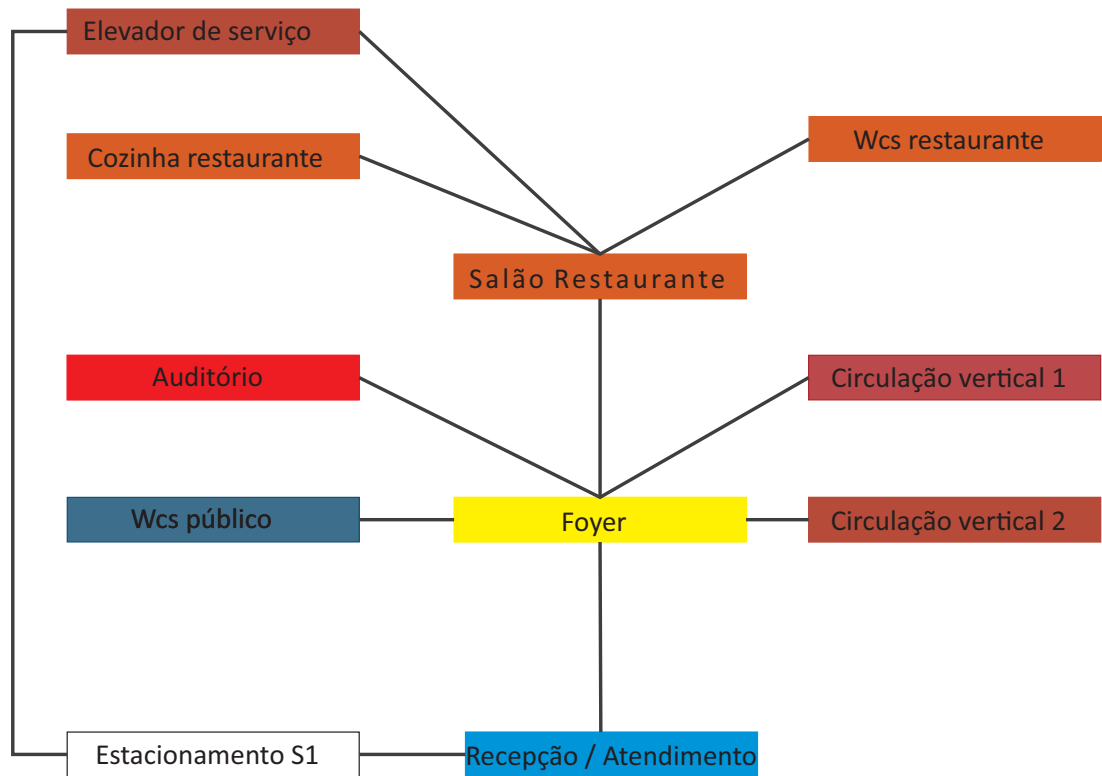 Elevador de serviço
Cozinha restaurante
Wcs restaurante
Salão Restaurante
Auditório
Circulação vertical 1
Wcs público
Foyer
Circulação vertical 2
Estacionamento S1
Recepção / Atendimento